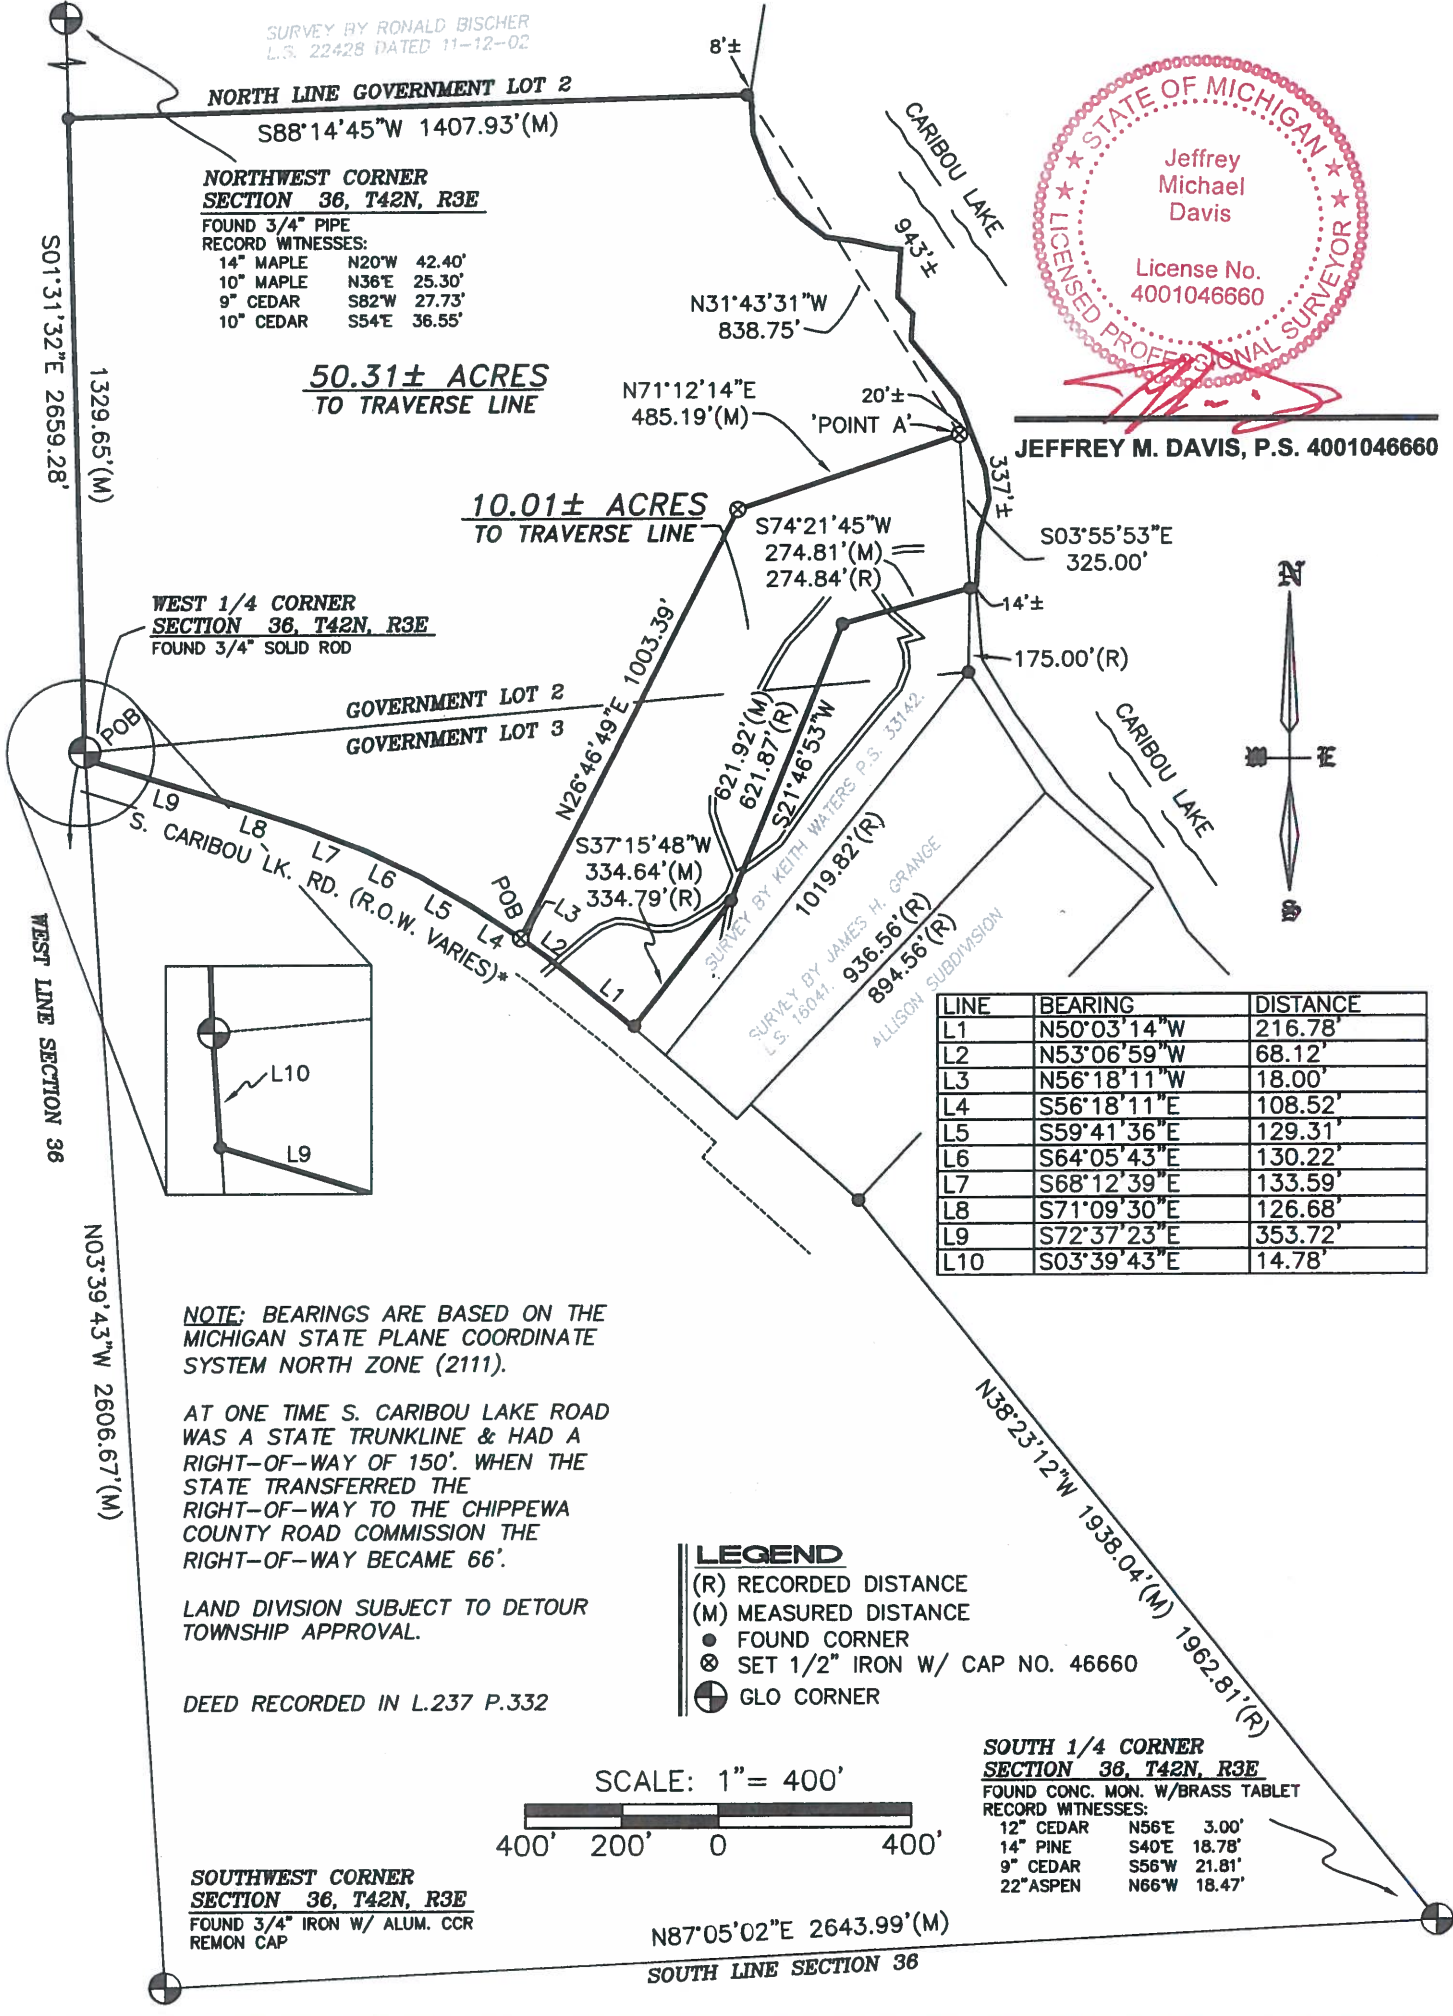 SURVEY BY RONALD BISCHER
L.S. 22428 DATED 11-12-02
8'±
NORTH LINE GOVERNMENT LOT 2
S88°14'45"W 1407.93'(M)
NORTHWEST CORNER
SECTION 36, T42N, R3E
FOUND 3/4" PIPE
RECORD WITNESSES:
14" MAPLE N20°W 42.40'
10" MAPLE N36°E 25.30'
9" CEDAR S82°W 27.73'
10" CEDAR S54°E 36.55'
S01°31'32"E 2659.28'
1329.65'(M)
CARIBOU LAKE
943'±
N31°43'31"W
838.75'
STATE OF MICHIGAN
Jeffrey
Michael
Davis
License No.
4001046660
LICENSED PROFESSIONAL SURVEYOR
JEFFREY M. DAVIS, P.S. 4001046660
50.31± ACRES
TO TRAVERSE LINE
N71°12'14"E
485.19'(M)
20'±
'POINT A'
337'±
10.01± ACRES
TO TRAVERSE LINE
S74°21'45"W
274.81'(M)
274.84'(R)
S03°55'53"E
325.00'
14'±
175.00'(R)
N
W E
S
WEST 1/4 CORNER
SECTION 36, T42N, R3E
FOUND 3/4" SOLID ROD
POB
GOVERNMENT LOT 2
GOVERNMENT LOT 3
N26°46'49"E 1003.39'
621.92'(M)
621.87'(R)
S21°46'53"W
CARIBOU LAKE
L9
L8
L7
L6
L5
L4
POB
L3
L2
L1
S. CARIBOU LK. RD. (R.O.W. VARIES)*
S37°15'48"W
334.64'(M)
334.79'(R)
SURVEY BY KEITH WATERS P.S. 33142.
1019.82'(R)
SURVEY BY JAMES H. GRANGE
L.S. 16041.
936.56'(R)
894.56'(R)
ALLISON SUBDIVISION
WEST LINE SECTION 36
L10
L9
LINE BEARING DISTANCE
L1 N50°03'14"W 216.78'
L2 N53°06'59"W 68.12'
L3 N56°18'11"W 18.00'
L4 S56°18'11"E 108.52'
L5 S59°41'36"E 129.31'
L6 S64°05'43"E 130.22'
L7 S68°12'39"E 133.59'
L8 S71°09'30"E 126.68'
L9 S72°37'23"E 353.72'
L10 S03°39'43"E 14.78'
N03°39'43"W 2606.67'(M)
NOTE: BEARINGS ARE BASED ON THE
MICHIGAN STATE PLANE COORDINATE
SYSTEM NORTH ZONE (2111).
AT ONE TIME S. CARIBOU LAKE ROAD
WAS A STATE TRUNKLINE & HAD A
RIGHT-OF-WAY OF 150'. WHEN THE
STATE TRANSFERRED THE
RIGHT-OF-WAY TO THE CHIPPEWA
COUNTY ROAD COMMISSION THE
RIGHT-OF-WAY BECAME 66'.
LAND DIVISION SUBJECT TO DETOUR
TOWNSHIP APPROVAL.
DEED RECORDED IN L.237 P.332
N38°23'12"W 1938.04'(M) 1962.81'(R)
LEGEND
(R) RECORDED DISTANCE
(M) MEASURED DISTANCE
FOUND CORNER
SET 1/2" IRON W/ CAP NO. 46660
GLO CORNER
SCALE: 1"= 400'
400' 200' 0 400'
SOUTH 1/4 CORNER
SECTION 36, T42N, R3E
FOUND CONC. MON. W/BRASS TABLET
RECORD WITNESSES:
12" CEDAR N56°E 3.00'
14" PINE S40°E 18.78'
9" CEDAR S56°W 21.81'
22"ASPEN N66°W 18.47'
SOUTHWEST CORNER
SECTION 36, T42N, R3E
FOUND 3/4" IRON W/ ALUM. CCR
REMON CAP
N87°05'02"E 2643.99'(M)
SOUTH LINE SECTION 36